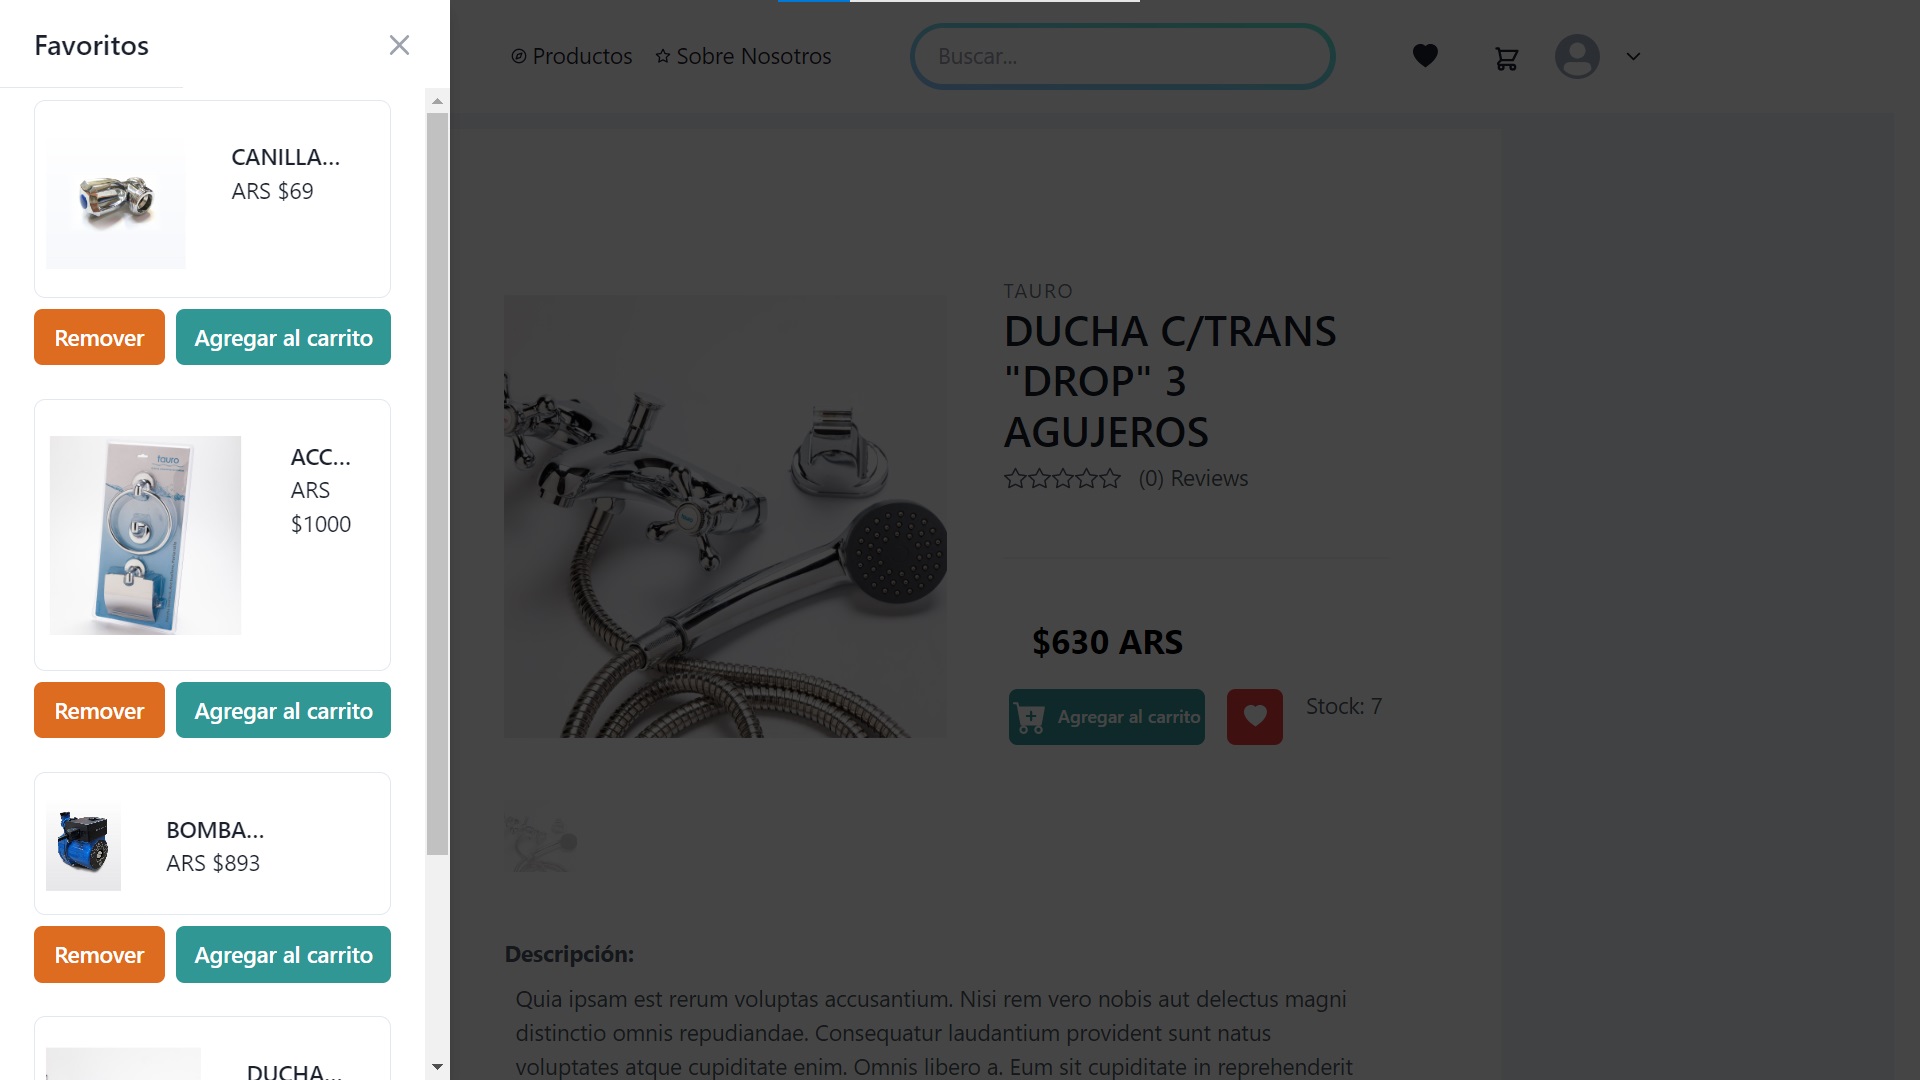 Favoritos
CANILLA...
ARS $69
Remover
Agregar al carrito
tauro
ACC...
ARS
$1000
Remover
Agregar al carrito
BOMBA...
ARS $893
Remover
Agregar al carrito
DUCHA...
Productos
Sobre Nosotros
Buscar...
TAURO
DUCHA C/TRANS
"DROP" 3
AGUJEROS
(0) Reviews
$630 ARS
Agregar al carrito
Stock: 7
Descripción:
Quia ipsam est rerum voluptas accusantium. Nisi rem vero nobis aut delectus magni
distinctio omnis repudiandae. Consequatur laudantium provident sunt natus
voluptates atque cupiditate enim. Omnis libero a. Eum sit cupiditate in reprehenderit